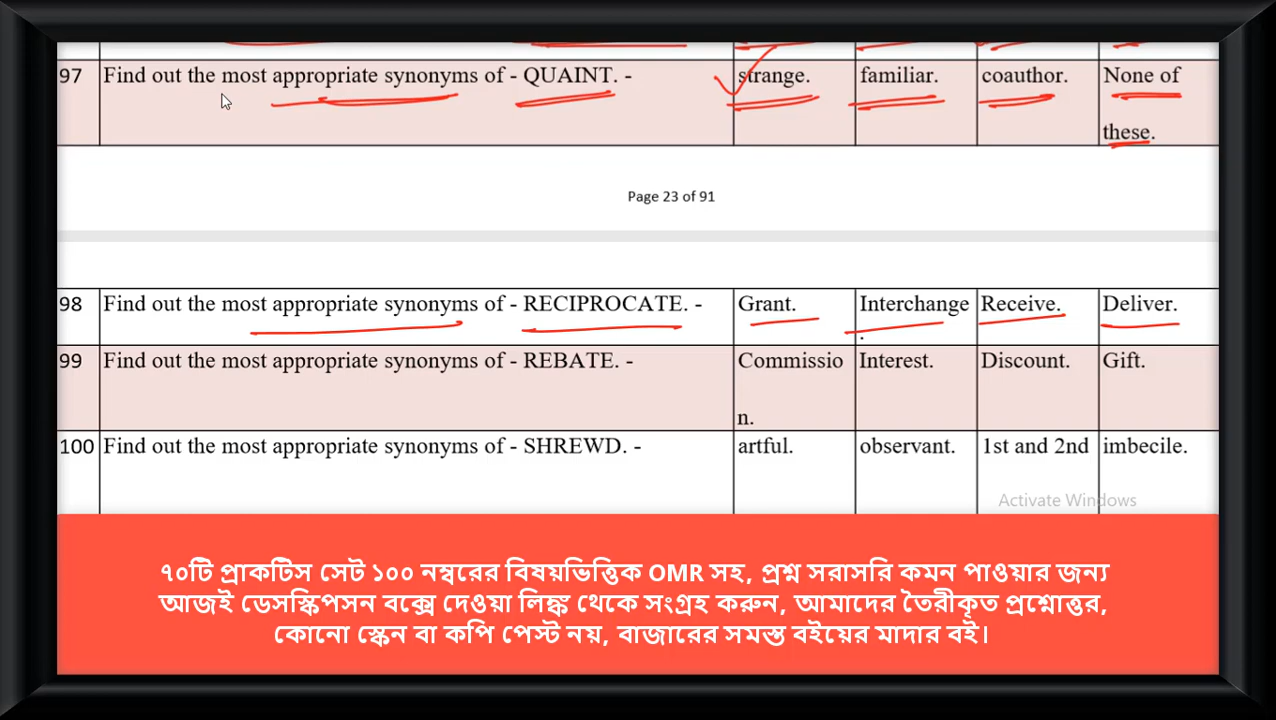 97 Find out the most appropriate synonyms of - QUAINT. - strange. familiar. coauthor. None of
these.
Page 23 of 91
98 Find out the most appropriate synonyms of - RECIPROCATE. - Grant. Interchange Receive. Deliver.
.
99 Find out the most appropriate synonyms of - REBATE. - Commissio Interest. Discount. Gift.
n.
100 Find out the most appropriate synonyms of - SHREWD. - artful. observant. 1st and 2nd imbecile.
Activate Windows
৭০টি প্রাকটিস সেট ১০০ নম্বরের বিষয়ভিত্তিক OMR সহ, প্রশ্ন সরাসরি কমন পাওয়ার জন্য
আজই ডেসস্কিপসন বক্সে দেওয়া লিঙ্ক থেকে সংগ্রহ করুন, আমাদের তৈরীকৃত প্রশ্নোত্তর,
কোনো স্কেন বা কপি পেস্ট নয়, বাজারের সমস্ত বইয়ের মাদার বই।